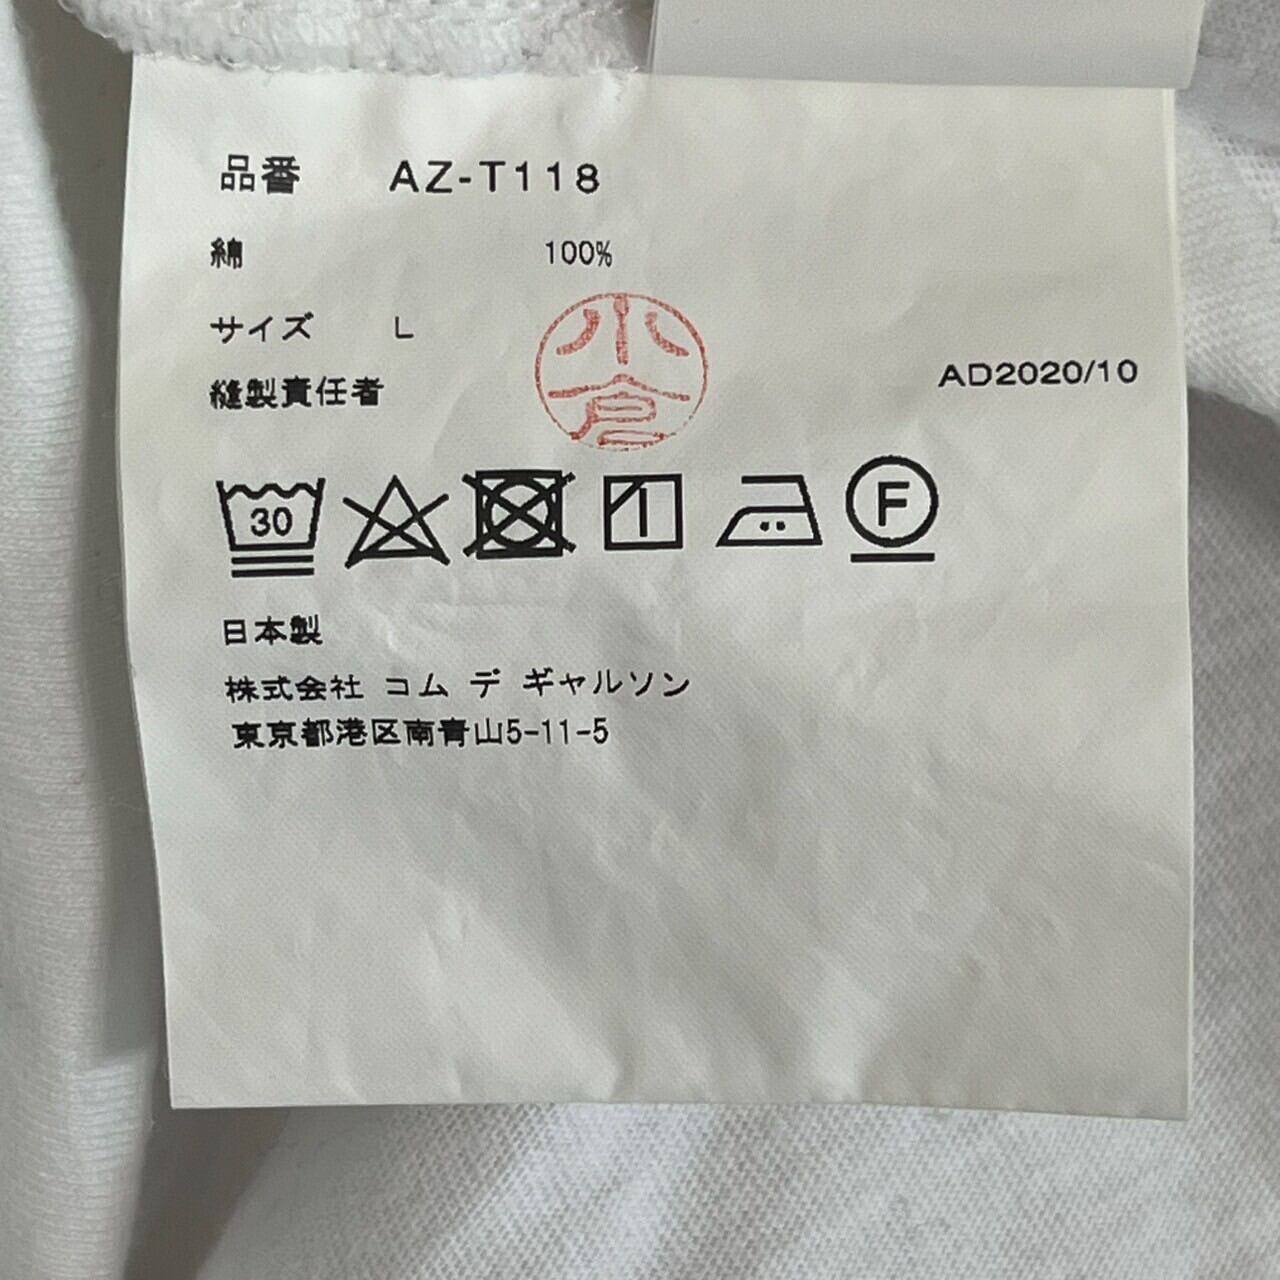 品番 AZ-T118
綿 100%
サイズ L
縫製責任者 小倉
AD2020/10
30 F
日本製
株式会社 コム デ ギャルソン
東京都港区南青山5-11-5